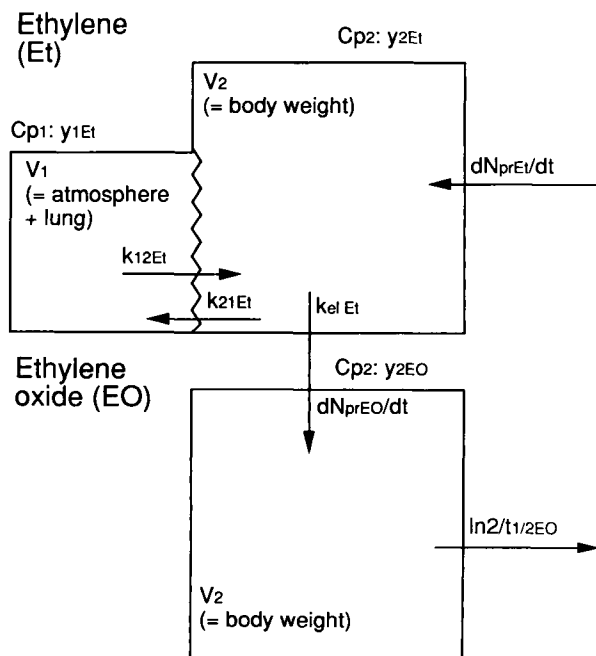 Ethylene
(Et)
Cp2: y2Et
V2
(= body weight)
Cp1: y1Et
V1
(= atmosphere
+ lung)
dNprEt/dt
k12Et
k21Et
kel Et
Ethylene
oxide (EO)
Cp2: y2EO
dNprEO/dt
ln2/t1/2EO
V2
(= body weight)